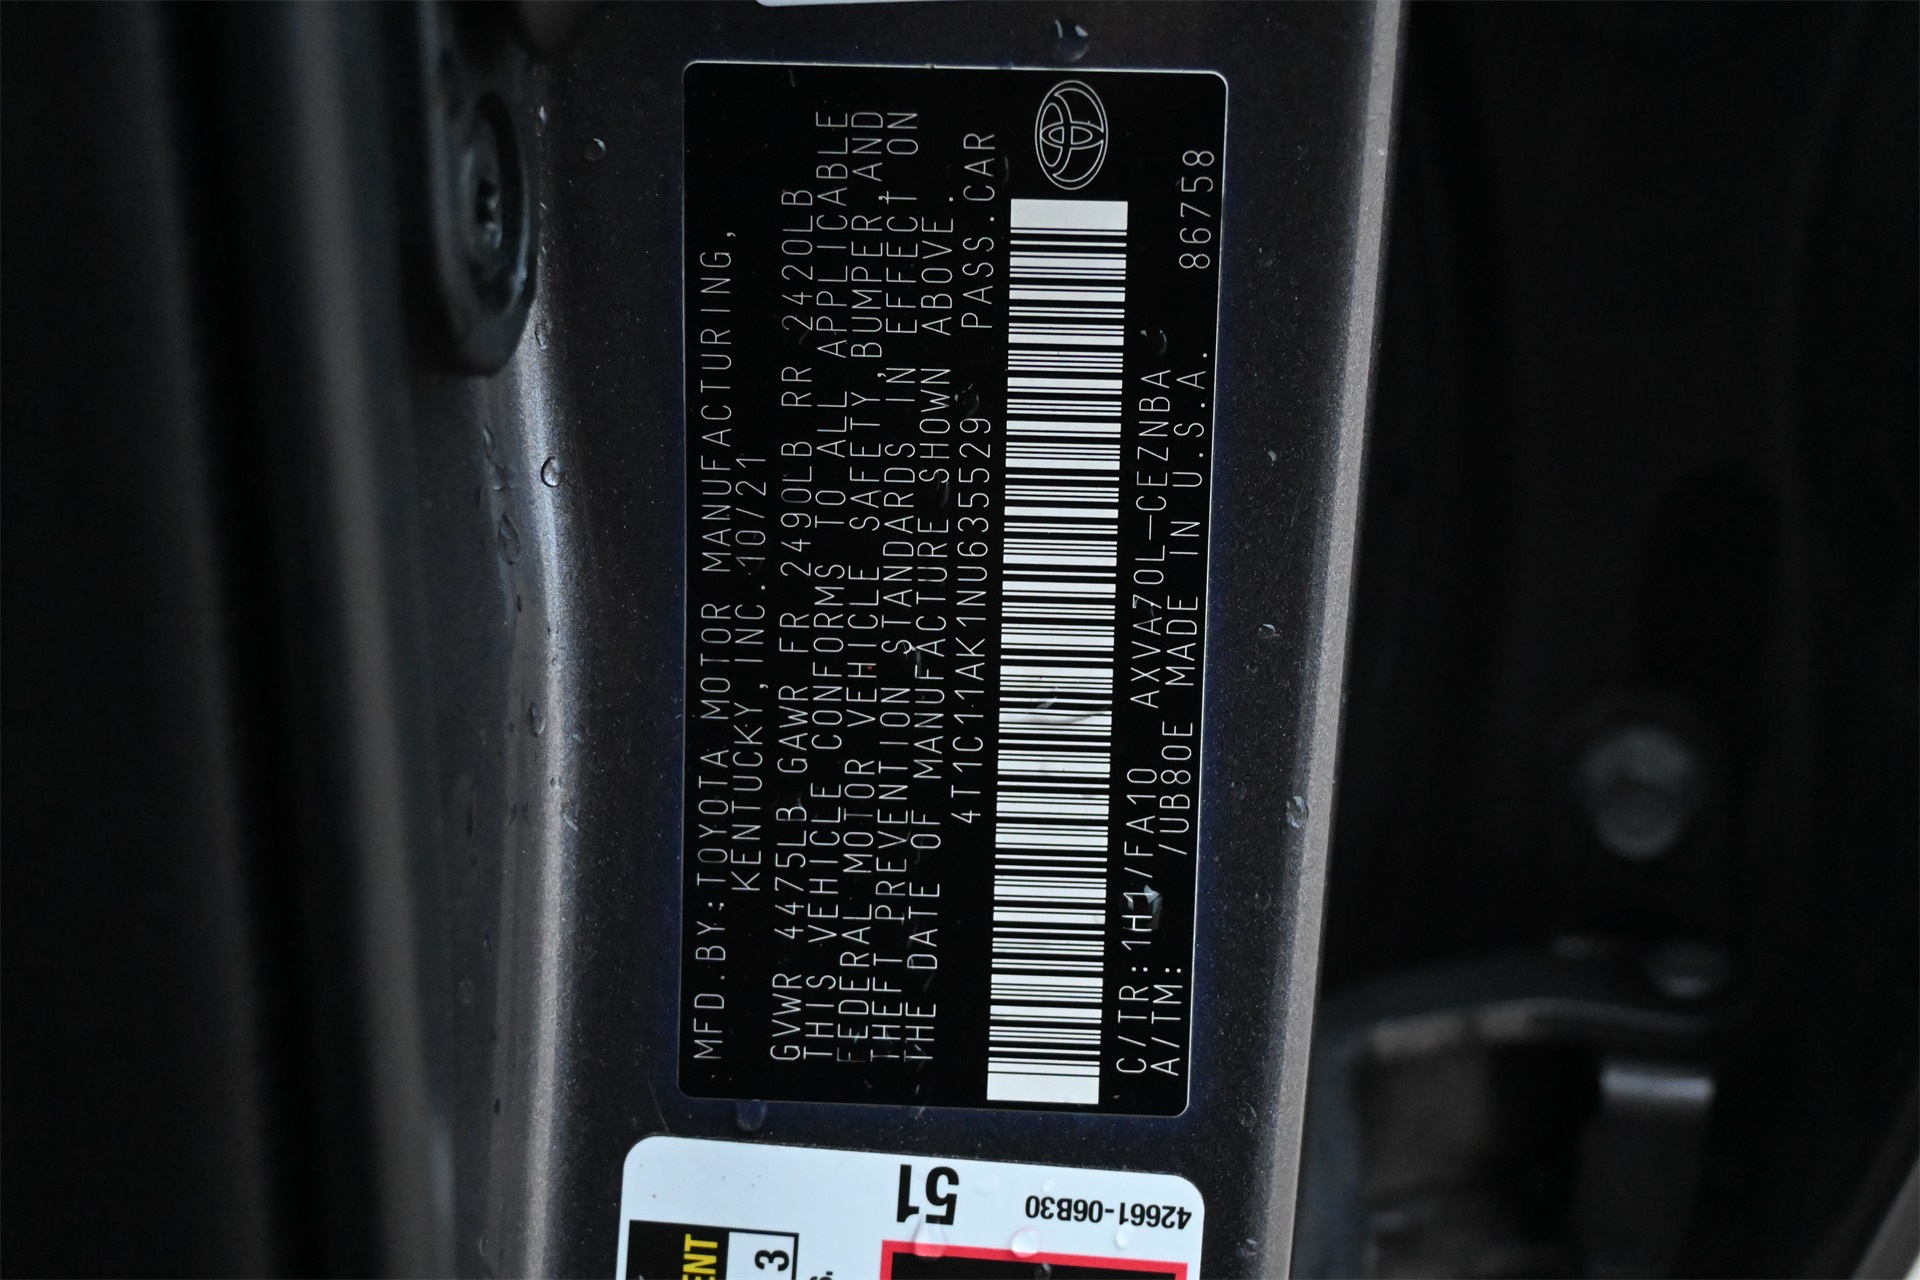 MFD.BY:TOYOTA MOTOR MANUFACTURING,
KENTUCKY,INC.10/21
GVWR 4475LB GAWR FR 2490LB RR 2420LB
THIS VEHICLE CONFORMS TO ALL APPLICABLE
FEDERAL MOTOR VEHICLE SAFETY,BUMPER,AND
THEFT PREVENTION STANDARDS IN EFFECT ON
THE DATE OF MANUFACTURE SHOWN ABOVE.
4T1C11AK1NU635529 PASS.CAR
C/TR:1H1/FA10 AXVA70L-CEZNBA
A/TM: /UB80E MADE IN U.S.A.
86758
51
42661-06B30
3